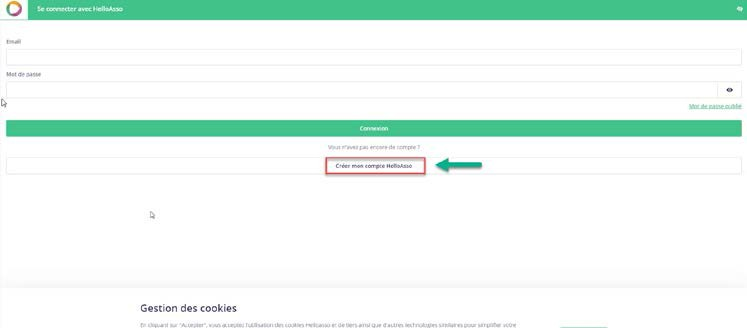 Se connecter avec HelloAsso
Email
Mot de passe
Mot de passe oublié
Connexion
Vous n'avez pas encore de compte ?
Créer mon compte HelloAsso
Gestion des cookies
En cliquant sur "Accepter", vous acceptez l'utilisation des cookies HelloAsso et de tiers ainsi que d'autres technologies similaires pour simplifier votre